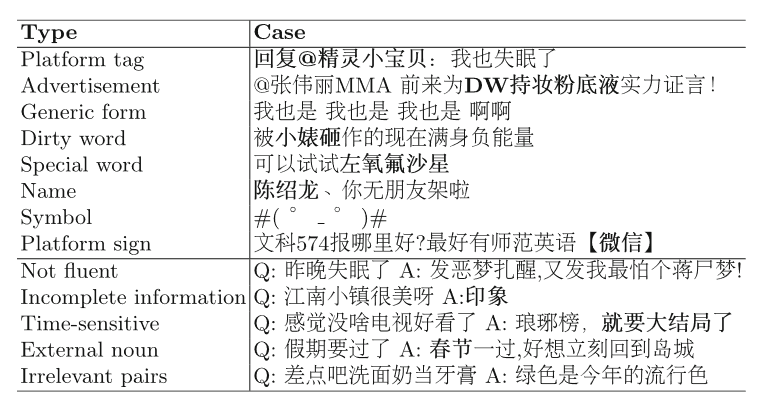 Type Case
Platform tag 回复@精灵小宝贝：我也失眠了
Advertisement @张伟丽MMA 前来为DW持妆粉底液实力证言！
Generic form 我也是 我也是 我也是 啊啊
Dirty word 被小婊砸作的现在满身负能量
Special word 可以试试左氧氟沙星
Name 陈绍龙、你无朋友架啦
Symbol #( ° _ ° )#
Platform sign 文科574报哪里好?最好有师范英语【微信】
Not fluent Q: 昨晚失眠了 A: 发恶梦扎醒,又发我最怕个蒋尸梦!
Incomplete information Q: 江南小镇很美呀 A:印象
Time-sensitive Q: 感觉没啥电视好看了 A: 琅琊榜，就要大结局了
External noun Q: 假期要过了 A: 春节一过,好想立刻回到岛城
Irrelevant pairs Q: 差点吧洗面奶当牙膏 A: 绿色是今年的流行色